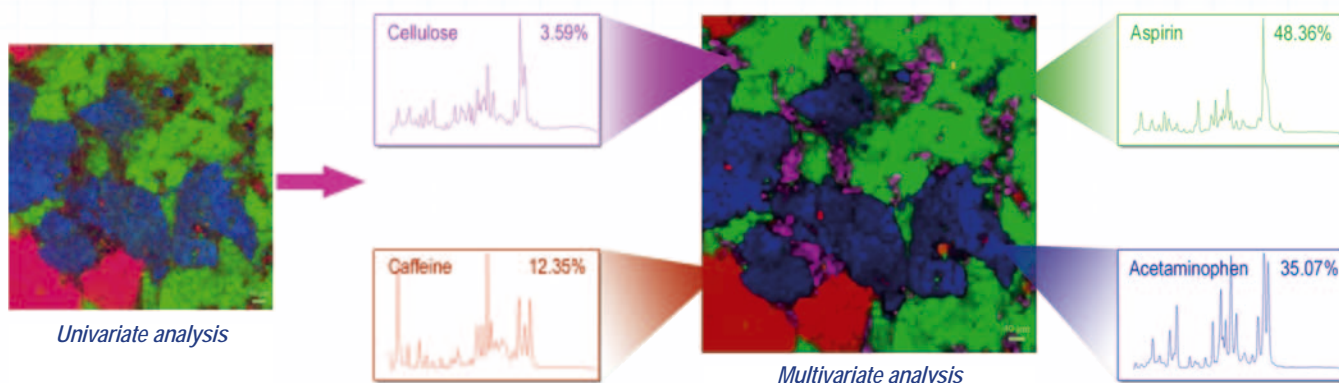 Cellulose 3.59%
Aspirin 48.36%
Caffeine 12.35%
Acetaminophen 35.07%
Univariate analysis
Multivariate analysis